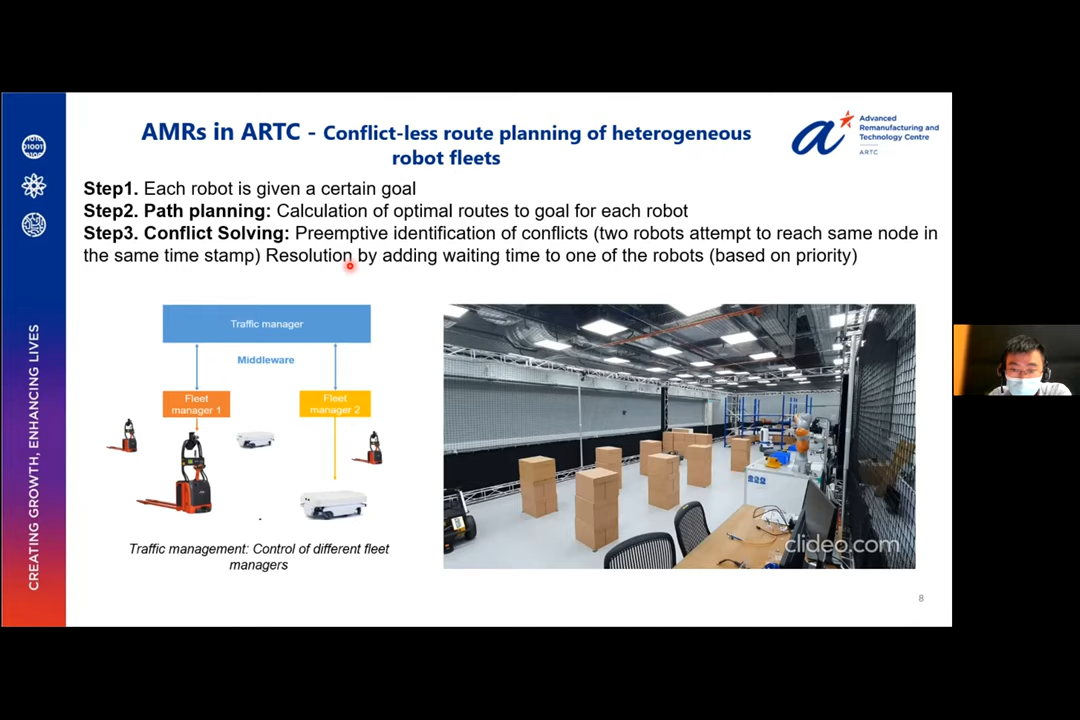 AMRs in ARTC - Conflict-less route planning of heterogeneous
robot fleets
Advanced
Remanufacturing and
Technology Centre
ARTC
Step1. Each robot is given a certain goal
Step2. Path planning: Calculation of optimal routes to goal for each robot
Step3. Conflict Solving: Preemptive identification of conflicts (two robots attempt to reach same node in
the same time stamp) Resolution by adding waiting time to one of the robots (based on priority)
Traffic manager
Middleware
Fleet
manager 1
Fleet
manager 2
Traffic management: Control of different fleet
managers
clideo.com
8
CREATING GROWTH, ENHANCING LIVES
01001